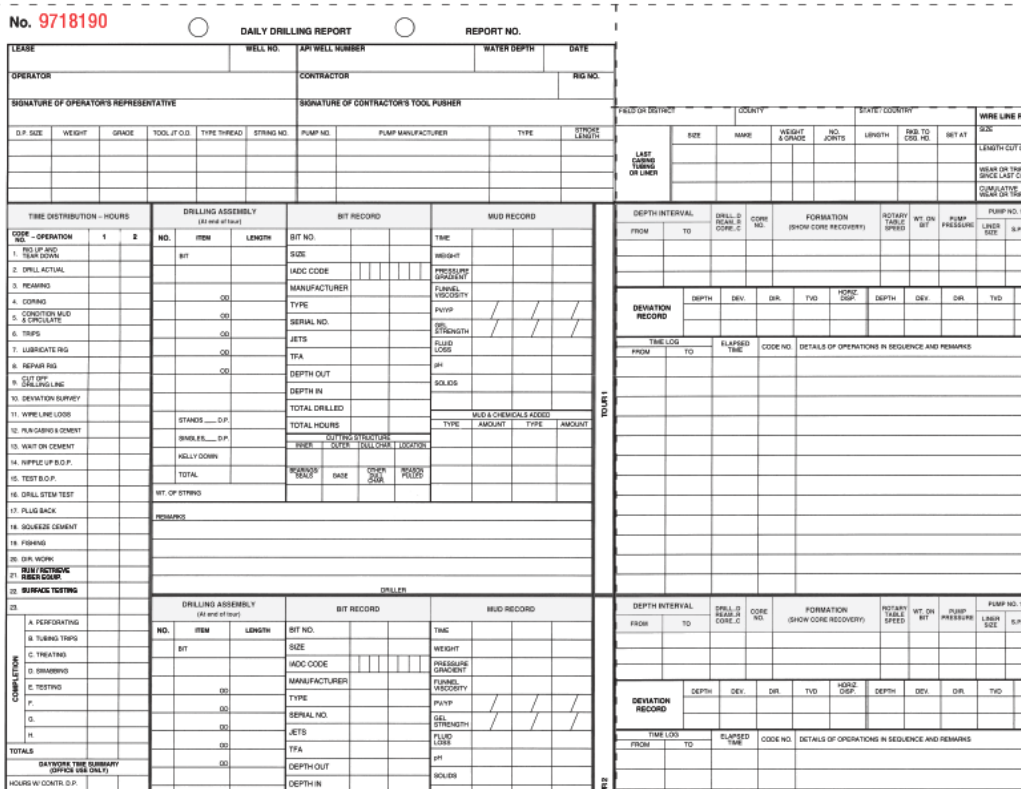 No. 9718190
DAILY DRILLING REPORT
REPORT NO.
LEASE WELL NO. API WELL NUMBER WATER DEPTH DATE
OPERATOR CONTRACTOR RIG NO.
SIGNATURE OF OPERATOR'S REPRESENTATIVE SIGNATURE OF CONTRACTOR'S TOOL PUSHER
D.P. SIZE WEIGHT GRADE TOOL JT O.D. TYPE THREAD STRING NO. PUMP NO. PUMP MANUFACTURER TYPE STROKE LENGTH
FIELD OR DISTRICT COUNTY STATE / COUNTRY
WIRE LINE R
LAST CASING TUBING OR LINER SIZE MAKE WEIGHT & GRADE NO. JOINTS LENGTH RKB. TO CSG. HD. SET AT
SIZE
LENGTH CUT O
WEAR OR TRI
SINCE LAST C
CUMULATIVE
WEAR OR TRI
TIME DISTRIBUTION – HOURS
CODE NO. – OPERATION 1 2
1. RIG UP AND TEAR DOWN
2. DRILL ACTUAL
3. REAMING
4. CORING
5. CONDITION MUD & CIRCULATE
6. TRIPS
7. LUBRICATE RIG
8. REPAIR RIG
9. CUT OFF DRILLING LINE
10. DEVIATION SURVEY
11. WIRE LINE LOGS
12. RUN CASING & CEMENT
13. WAIT ON CEMENT
14. NIPPLE UP B.O.P.
15. TEST B.O.P.
16. DRILL STEM TEST
17. PLUG BACK
18. SQUEEZE CEMENT
19. FISHING
20. DIR. WORK
21. RUN / RETRIEVE RISER EQUIP.
22. SURFACE TESTING
23.
COMPLETION
A. PERFORATING
B. TUBING TRIPS
C. TREATING
D. SWABBING
E. TESTING
F.
G.
H.
TOTALS
DAYWORK TIME SUMMARY
(OFFICE USE ONLY)
HOURS W/ CONTR. D.P.
DRILLING ASSEMBLY
(At end of tour)
NO. ITEM LENGTH
BIT
OD
OD
OD
OD
OD
STANDS ___ D.P.
SINGLES ___ D.P.
KELLY DOWN
TOTAL
WT. OF STRING
BIT RECORD
BIT NO.
SIZE
IADC CODE
MANUFACTURER
TYPE
SERIAL NO.
JETS
TFA
DEPTH OUT
DEPTH IN
TOTAL DRILLED
TOTAL HOURS
CUTTING STRUCTURE
INNER OUTER DULL CHAR. LOCATION
BEARINGS/ SEALS GAGE OTHER DULL CHAR. REASON PULLED
MUD RECORD
TIME
WEIGHT
PRESSURE GRADIENT
FUNNEL VISCOSITY
PV/YP / / /
GEL STRENGTH / / /
FLUID LOSS
pH
SOLIDS
MUD & CHEMICALS ADDED
TYPE AMOUNT TYPE AMOUNT
REMARKS
DRILLER
TOUR 1
DEPTH INTERVAL
FROM TO
DRILL..D REAM..R CORE..C
CORE NO.
FORMATION
(SHOW CORE RECOVERY)
ROTARY TABLE SPEED
WT. ON BIT
PUMP PRESSURE
PUMP NO. 1
LINER SIZE
S.P
DEVIATION RECORD
DEPTH DEV. DIR. TVD HORIZ. DISP. DEPTH DEV. DIR. TVD
TIME LOG
FROM TO
ELAPSED TIME CODE NO. DETAILS OF OPERATIONS IN SEQUENCE AND REMARKS
DRILLING ASSEMBLY
(At end of tour)
NO. ITEM LENGTH
BIT
OD
OD
OD
OD
OD
BIT RECORD
BIT NO.
SIZE
IADC CODE
MANUFACTURER
TYPE
SERIAL NO.
JETS
TFA
DEPTH OUT
DEPTH IN
MUD RECORD
TIME
WEIGHT
PRESSURE GRADIENT
FUNNEL VISCOSITY
PV/YP / / /
GEL STRENGTH / / /
FLUID LOSS
pH
SOLIDS
R 2
DEPTH INTERVAL
FROM TO
DRILL..D REAM..R CORE..C
CORE NO.
FORMATION
(SHOW CORE RECOVERY)
ROTARY TABLE SPEED
WT. ON BIT
PUMP PRESSURE
PUMP NO. 1
LINER SIZE
S.P
DEVIATION RECORD
DEPTH DEV. DIR. TVD HORIZ. DISP. DEPTH DEV. DIR. TVD
TIME LOG
FROM TO
ELAPSED TIME CODE NO. DETAILS OF OPERATIONS IN SEQUENCE AND REMARKS